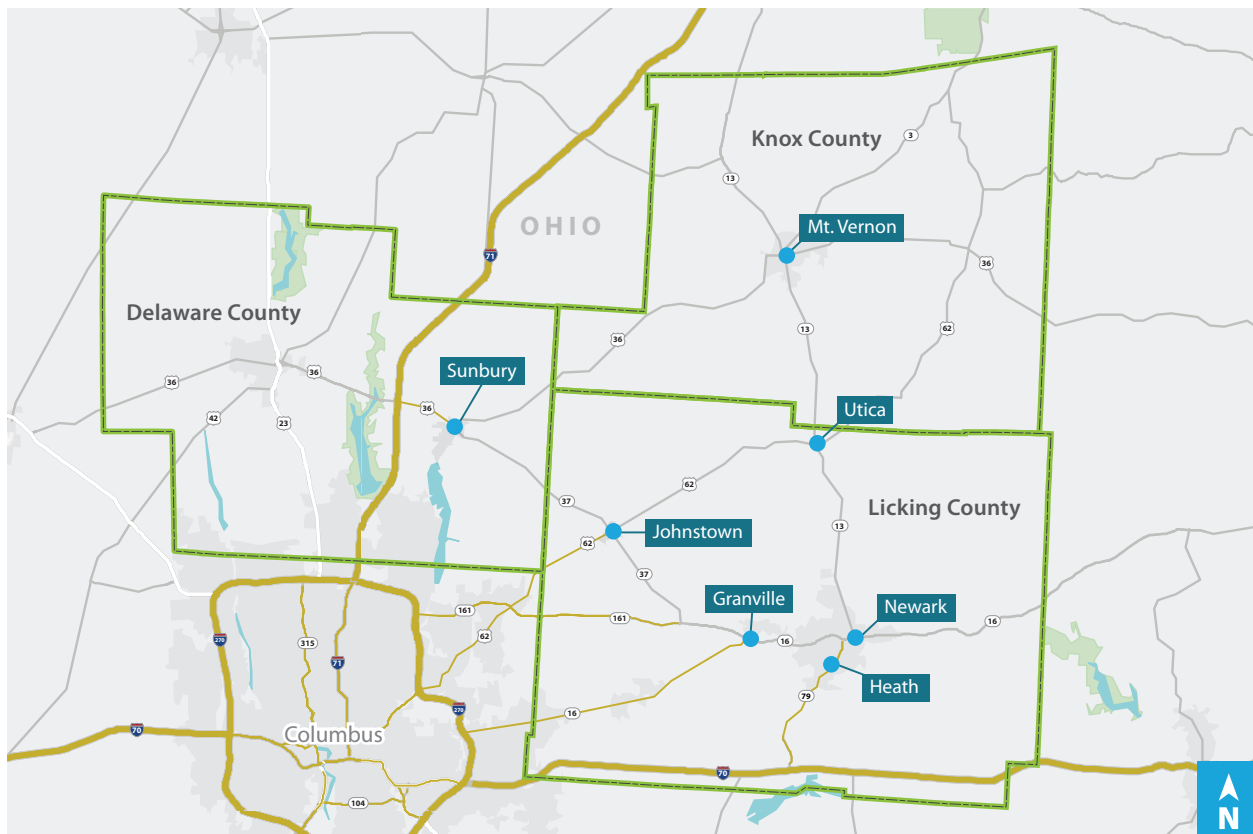 Knox County
3
13
OHIO
Mt. Vernon
71
36
Delaware County
13
62
36
Sunbury
36
36
36
42
23
Utica
62
37
Licking County
13
Johnstown
62
37
Granville
Newark
161
161
62
16
16
270
315
71
Heath
79
270
16
70
Columbus
70
104
N